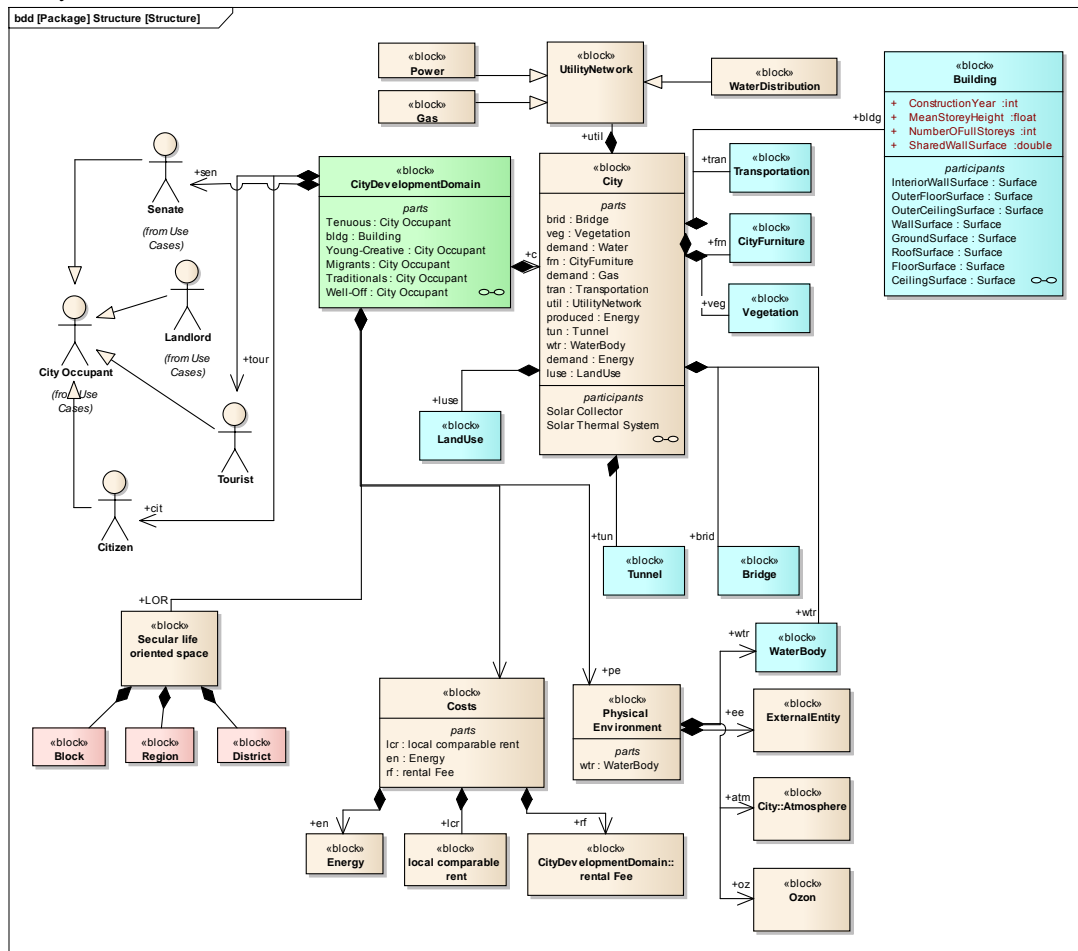 bdd [Package] Structure [Structure]
«block»
Power
«block»
Gas
«block»
UtilityNetwork
«block»
WaterDistribution
«block»
Building
+ ConstructionYear :int
+ MeanStoreyHeight :float
+ NumberOfFullStoreys :int
+ SharedWallSurface :double
participants
InteriorWallSurface : Surface
OuterFloorSurface : Surface
OuterCeilingSurface : Surface
WallSurface : Surface
GroundSurface : Surface
RoofSurface : Surface
FloorSurface : Surface
CeilingSurface : Surface
+bldg
+util
+sen
Senate
(from Use
Cases)
«block»
CityDevelopmentDomain
parts
Tenuous : City Occupant
bldg : Building
Young-Creative : City Occupant
Migrants : City Occupant
Traditionals : City Occupant
Well-Off : City Occupant
+c
«block»
City
parts
brid : Bridge
veg : Vegetation
demand : Water
frn : CityFurniture
demand : Gas
tran : Transportation
util : UtilityNetwork
produced : Energy
tun : Tunnel
wtr : WaterBody
demand : Energy
luse : LandUse
participants
Solar Collector
Solar Thermal System
+tran
«block»
Transportation
+frn
«block»
CityFurniture
+veg
«block»
Vegetation
Landlord
(from Use
Cases)
City Occupant
(from Use
Cases)
+tour
Tourist
+cit
Citizen
+luse
«block»
LandUse
+tun
«block»
Tunnel
+brid
«block»
Bridge
+wtr
+LOR
«block»
Secular life
oriented space
«block»
Block
«block»
Region
«block»
District
«block»
Costs
parts
lcr : local comparable rent
en : Energy
rf : rental Fee
+pe
«block»
Physical
Environment
parts
wtr : WaterBody
+wtr
«block»
WaterBody
+ee
«block»
ExternalEntity
+atm
«block»
City::Atmosphere
+oz
«block»
Ozon
+en
«block»
Energy
+lcr
«block»
local comparable
rent
+rf
«block»
CityDevelopmentDomain::
rental Fee